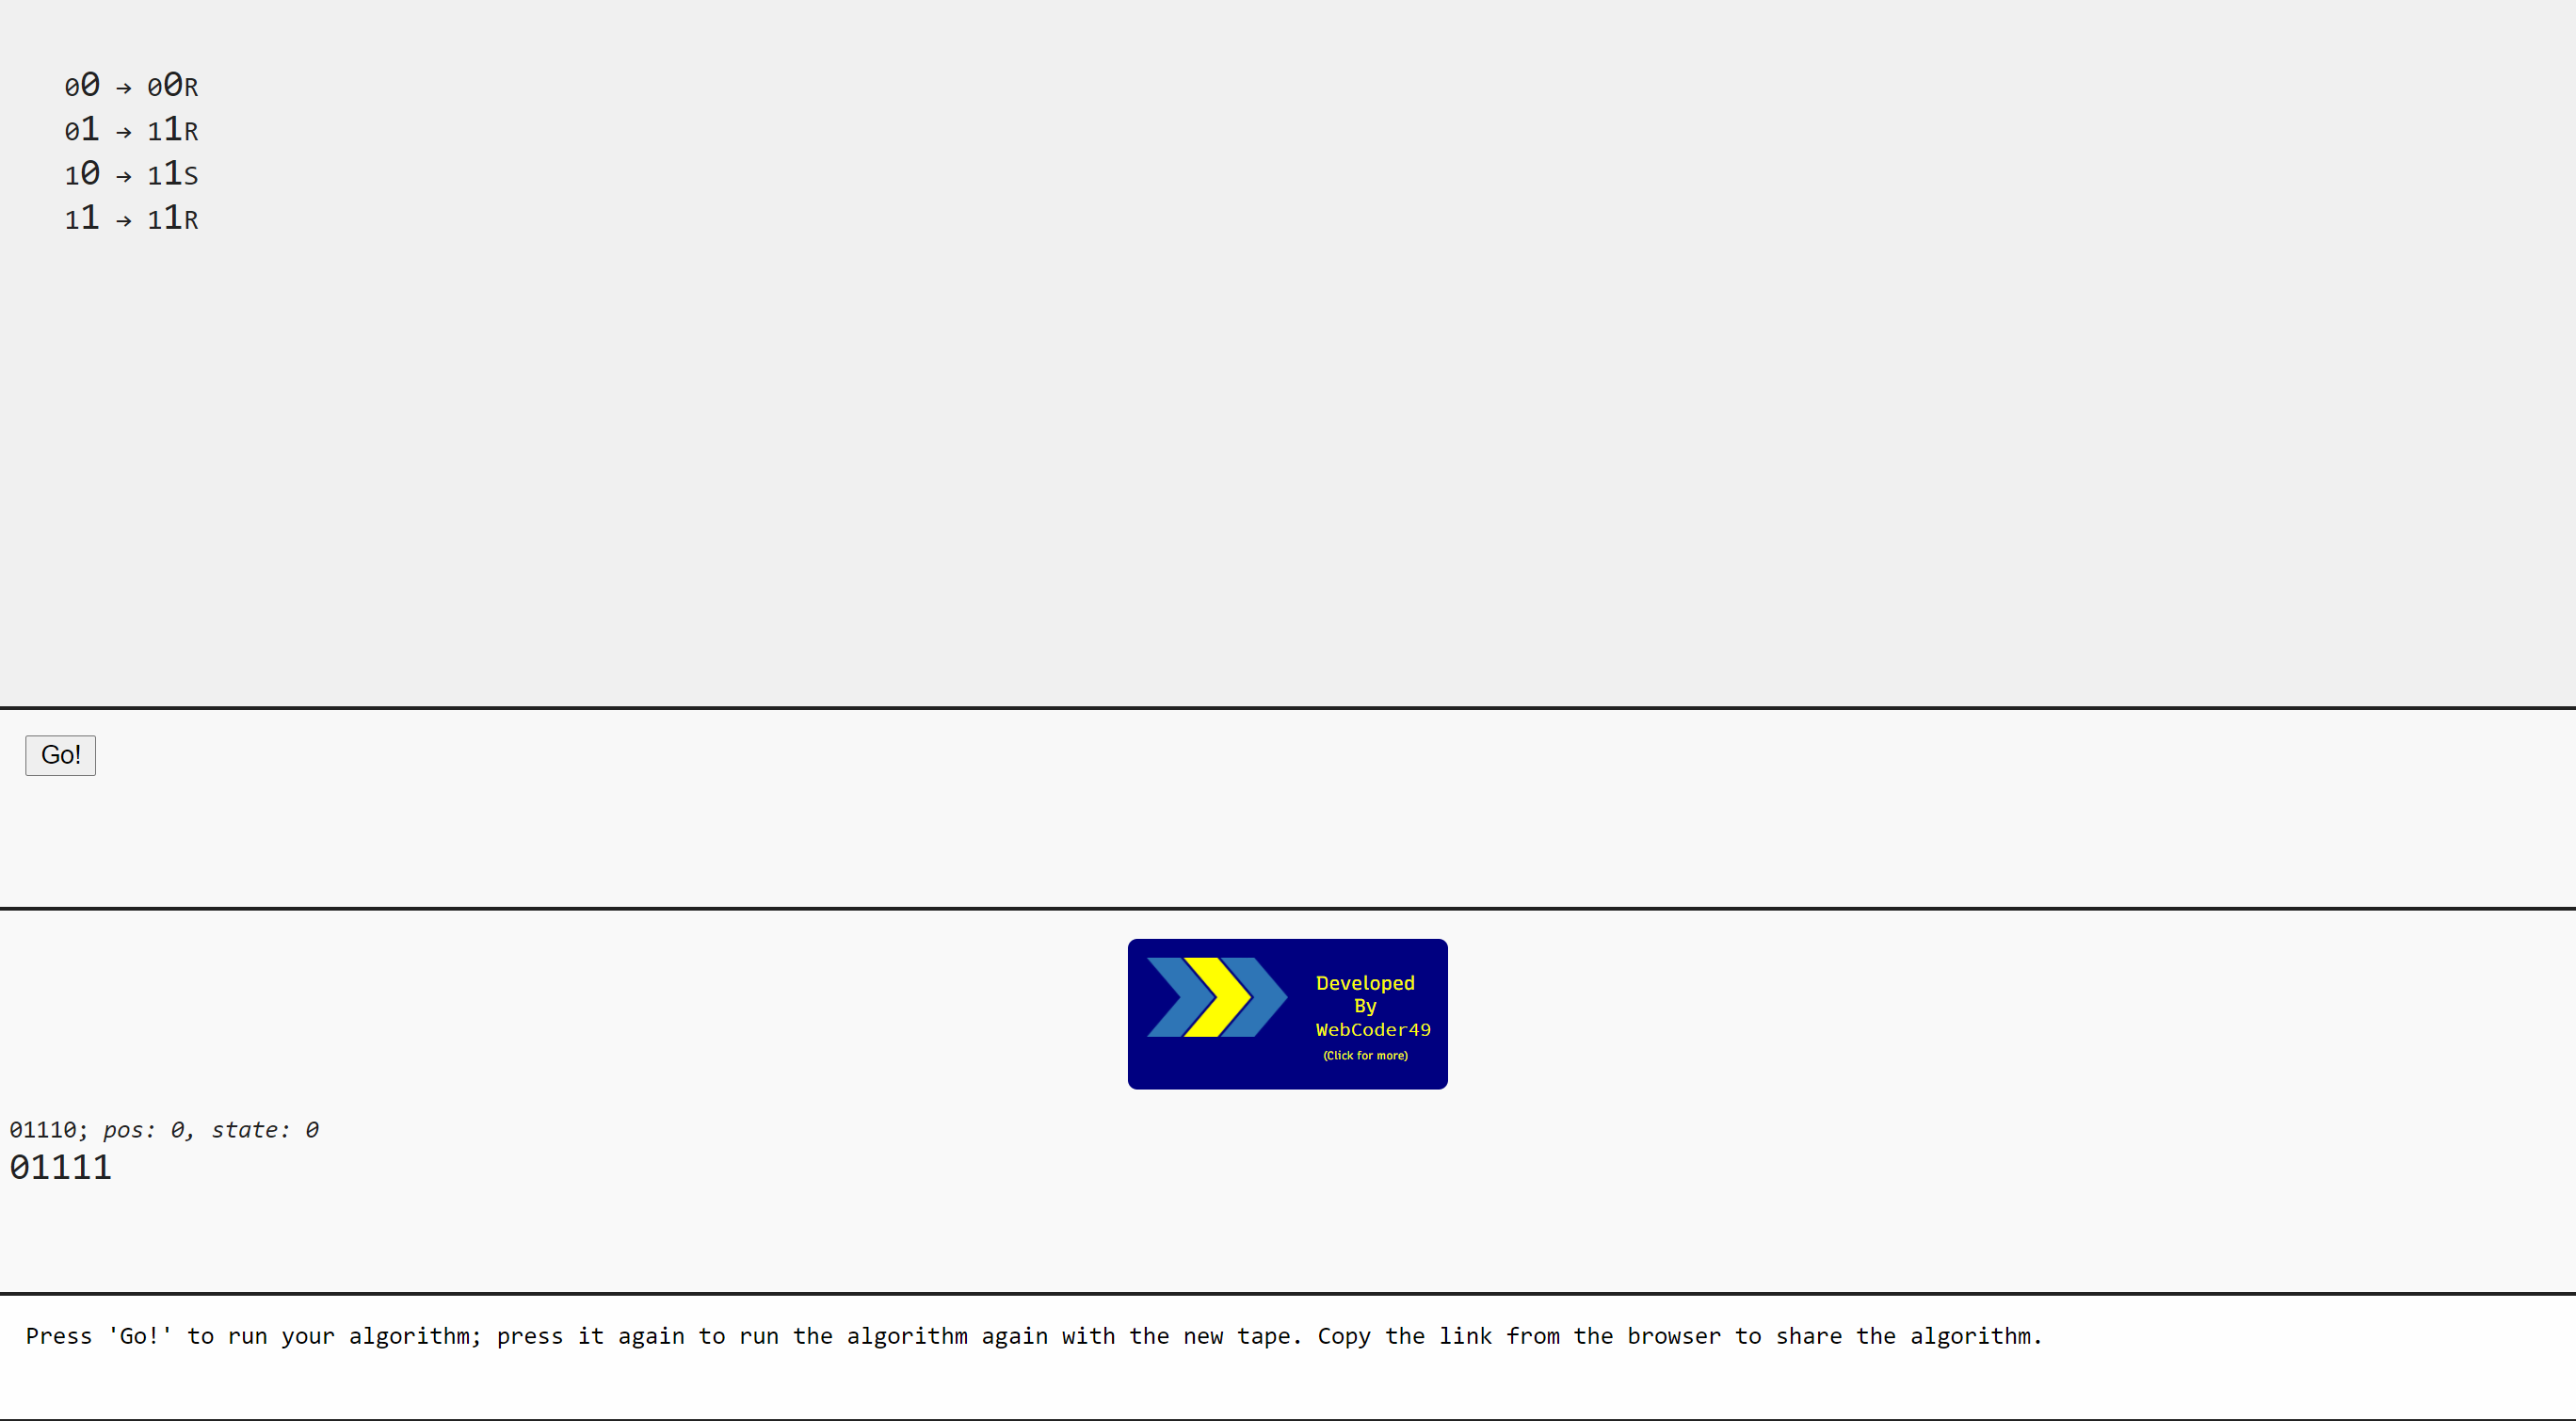 00 → 00R
01 → 11R
10 → 11S
11 → 11R
Go!
Developed
By
WebCoder49
(Click for more)
01110; pos: 0, state: 0
01111
Press 'Go!' to run your algorithm; press it again to run the algorithm again with the new tape. Copy the link from the browser to share the algorithm.